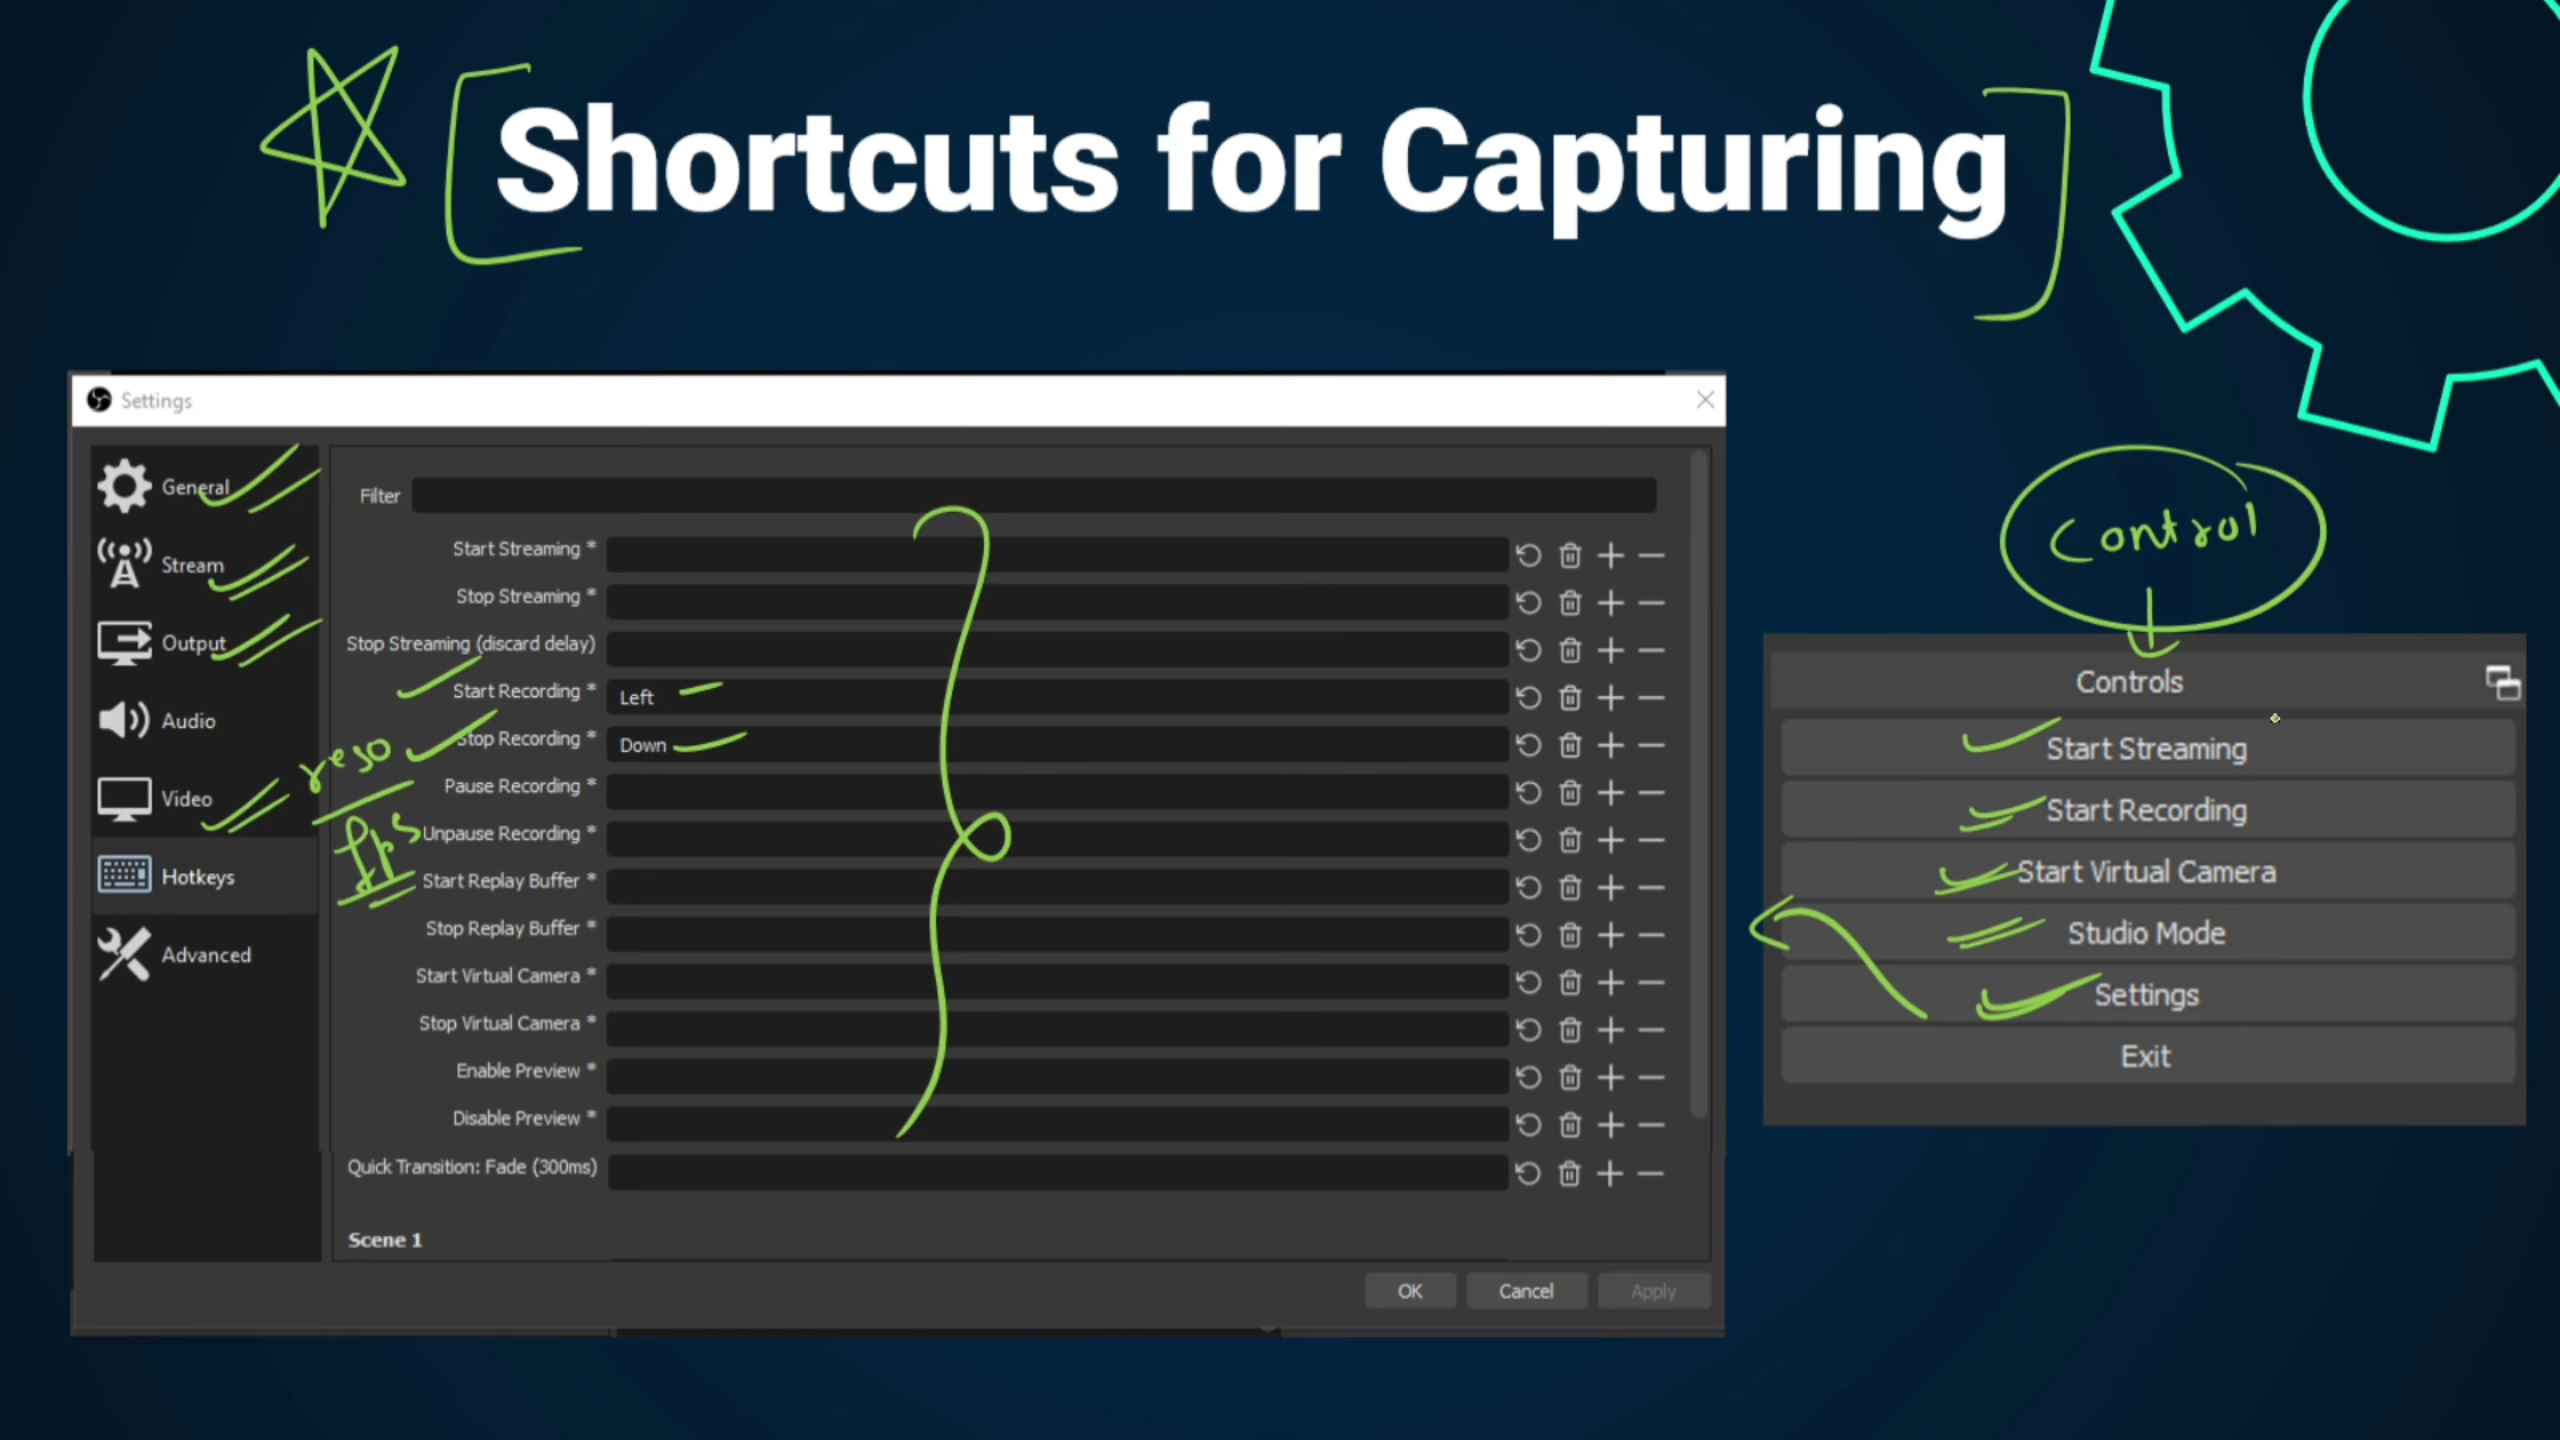 Shortcuts for Capturing
Settings
General
Stream
Output
Audio
Video
Hotkeys
Advanced
reso
fps
Filter
Start Streaming *
Stop Streaming *
Stop Streaming (discard delay)
Start Recording * Left
Stop Recording * Down
Pause Recording *
Unpause Recording *
Start Replay Buffer *
Stop Replay Buffer *
Start Virtual Camera *
Stop Virtual Camera *
Enable Preview *
Disable Preview *
Quick Transition: Fade (300ms)
Scene 1
OK Cancel Apply
Control
Controls
Start Streaming
Start Recording
Start Virtual Camera
Studio Mode
Settings
Exit